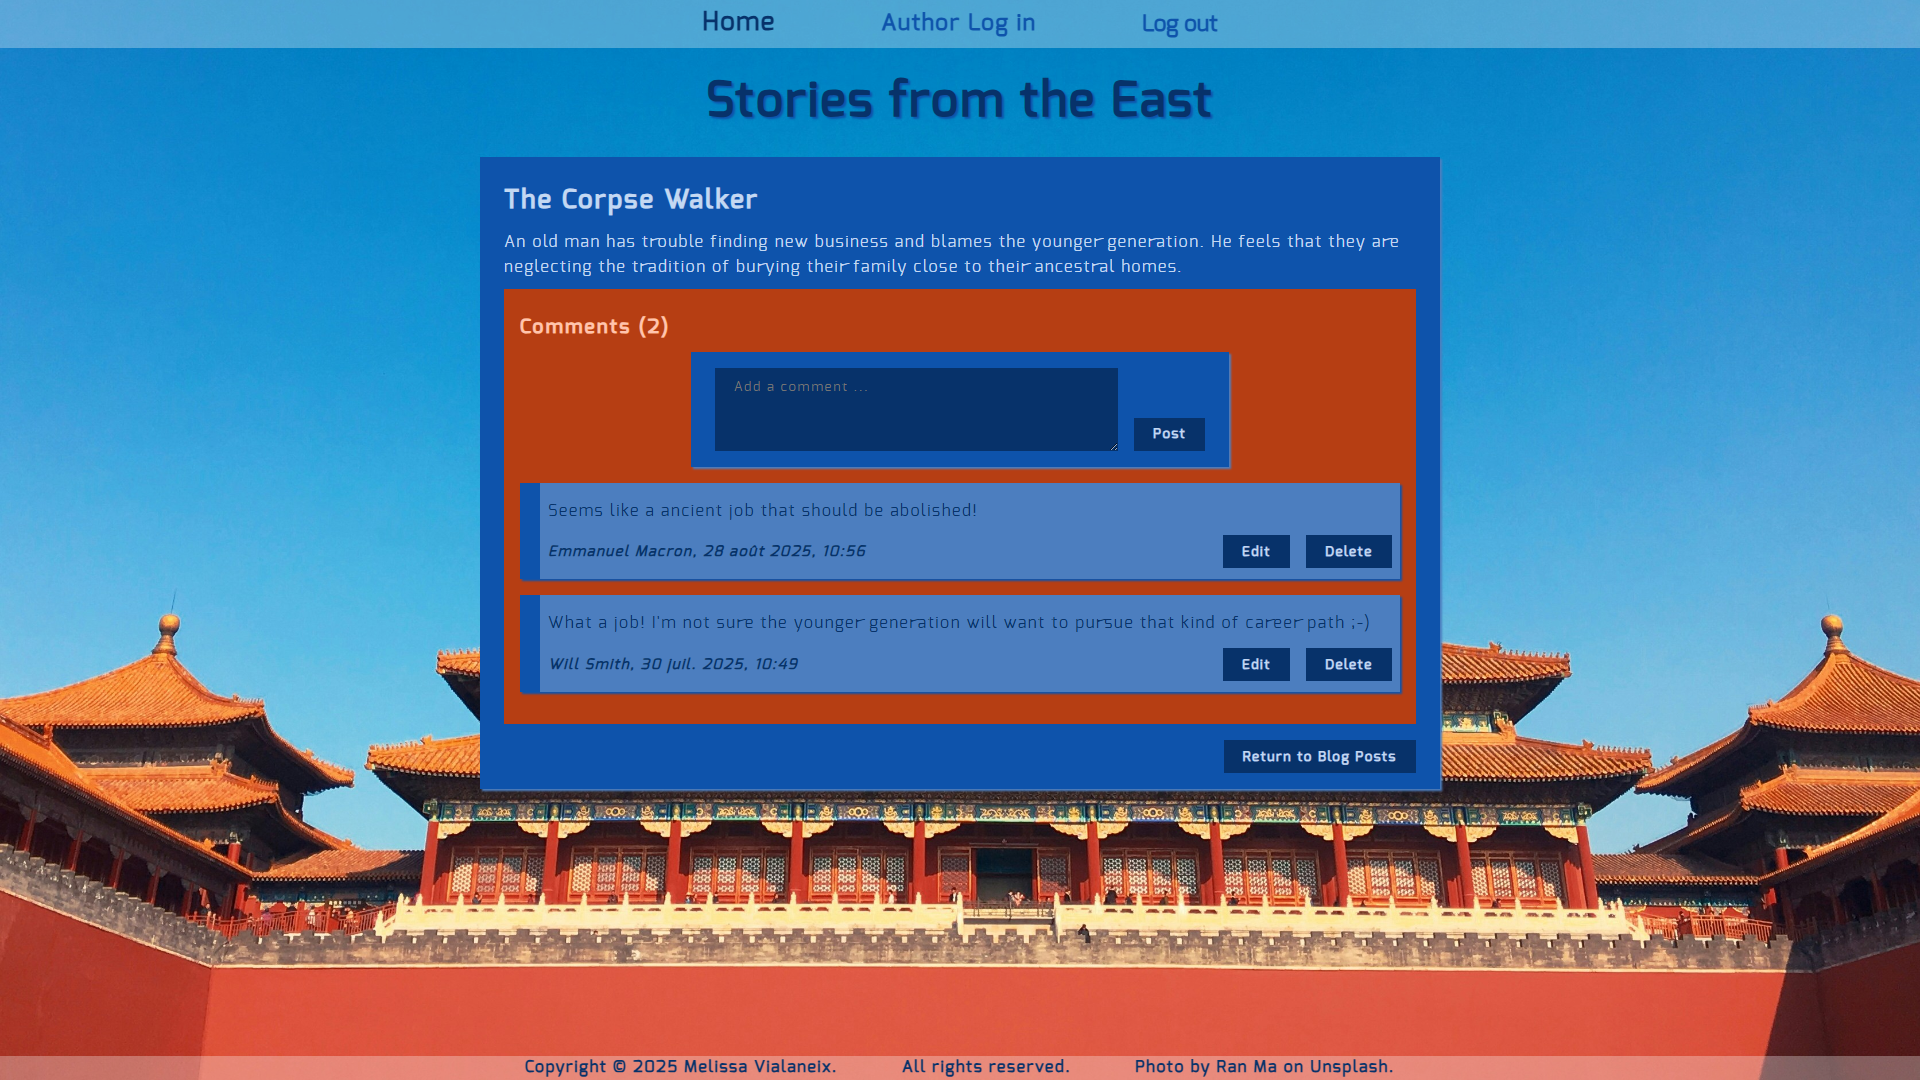 Home Author Log in Log out
Stories from the East
The Corpse Walker
An old man has trouble finding new business and blames the younger generation. He feels that they are
neglecting the tradition of burying their family close to their ancestral homes.
Comments (2)
Add a comment ...
Post
Seems like a ancient job that should be abolished!
Emmanuel Macron, 28 août 2025, 10:56 Edit Delete
What a job! I'm not sure the younger generation will want to pursue that kind of career path ;-)
Will Smith, 30 juil. 2025, 10:49 Edit Delete
Return to Blog Posts
Copyright © 2025 Melissa Vialaneix. All rights reserved. Photo by Ran Ma on Unsplash.